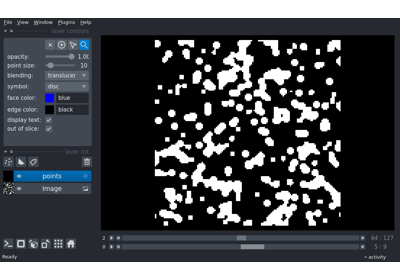 File View Window Plugins Help
layer controls
opacity: 1.00
point size: 10
blending: translucen
symbol: disc
face color: blue
edge color: black
display text:
out of slice:
layer list
points
Image
2 64 127
0 5 9
Ready activity